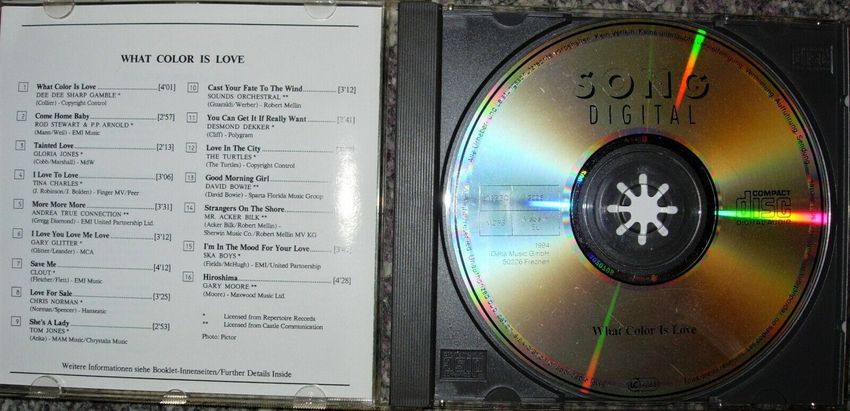 WHAT COLOR IS LOVE
1 What Color Is Love [4'01]
DEE DEE SHARP GAMBLE *
(Collier) - Copyright Control
2 Come Home Baby [2'57]
ROD STEWART & P.P. ARNOLD *
(Mann/Weil) - EMI Music
3 Tainted Love [2'13]
GLORIA JONES *
(Cobb/Marshall) - MdW
4 I Love To Love [3'06]
TINA CHARLES *
(J. Robinson/J. Bolden) - Finger MV/Peer
5 More More More [3'31]
ANDREA TRUE CONNECTION **
(Gregg Diamond) - EMI United Partnership Ltd.
6 I Love You Love Me Love [3'12]
GARY GLITTER *
(Glitter/Leander) - MCA
7 Save Me [4'12]
CLOUT *
(Fletcher/Flett) - EMI Music
8 Love For Sale [3'25]
CHRIS NORMAN *
(Norman/Spencer) - Hanseatic
9 She's A Lady [2'53]
TOM JONES *
(Anka) - MAM Music/Chrysalis Music
10 Cast Your Fate To The Wind [3'12]
SOUNDS ORCHESTRAL **
(Guaraldi/Werber) - Robert Mellin
11 You Can Get It If Really Want
DESMOND DEKKER *
(Cliff) - Polygram
12 Love In The City
THE TURTLES *
(The Turtles) - Copyright Control
13 Good Morning Girl
DAVID BOWIE **
(David Bowie) - Sparta Florida Music Group
14 Strangers On The Shore
MR. ACKER BILK **
(Acker Bilk/Robert Mellin) -
Sherwin Music Co/Robert Mellin MV KG
15 I'm In The Mood For Your Love
SKA BOYS *
(Fields/McHugh) - EMI/United Partnership
16 Hiroshima [4'28]
GARY MOORE **
(Moore) - Maxwood Music Ltd.
* Licensed from Repertoire Records
** Licensed from Castle Communication
Photo: Pictor
Weitere Informationen siehe Booklet-Innenseiten/Further Details Inside
SONG
DIGITAL
COMPACT
disc
DIGITAL AUDIO
1994
Music GmbH
50226 Frechen
What Color Is Love